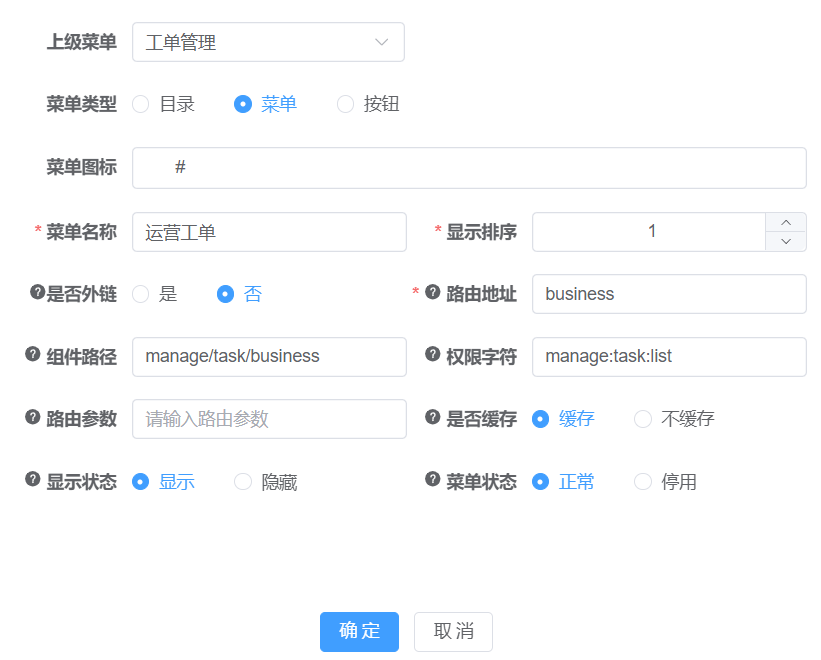 上级菜单 工单管理
菜单类型 目录 菜单 按钮
菜单图标 #
* 菜单名称 运营工单 * 显示排序 1
? 是否外链 是 否 * ? 路由地址 business
? 组件路径 manage/task/business ? 权限字符 manage:task:list
? 路由参数 请输入路由参数 ? 是否缓存 缓存 不缓存
? 显示状态 显示 隐藏 ? 菜单状态 正常 停用
确定 取消